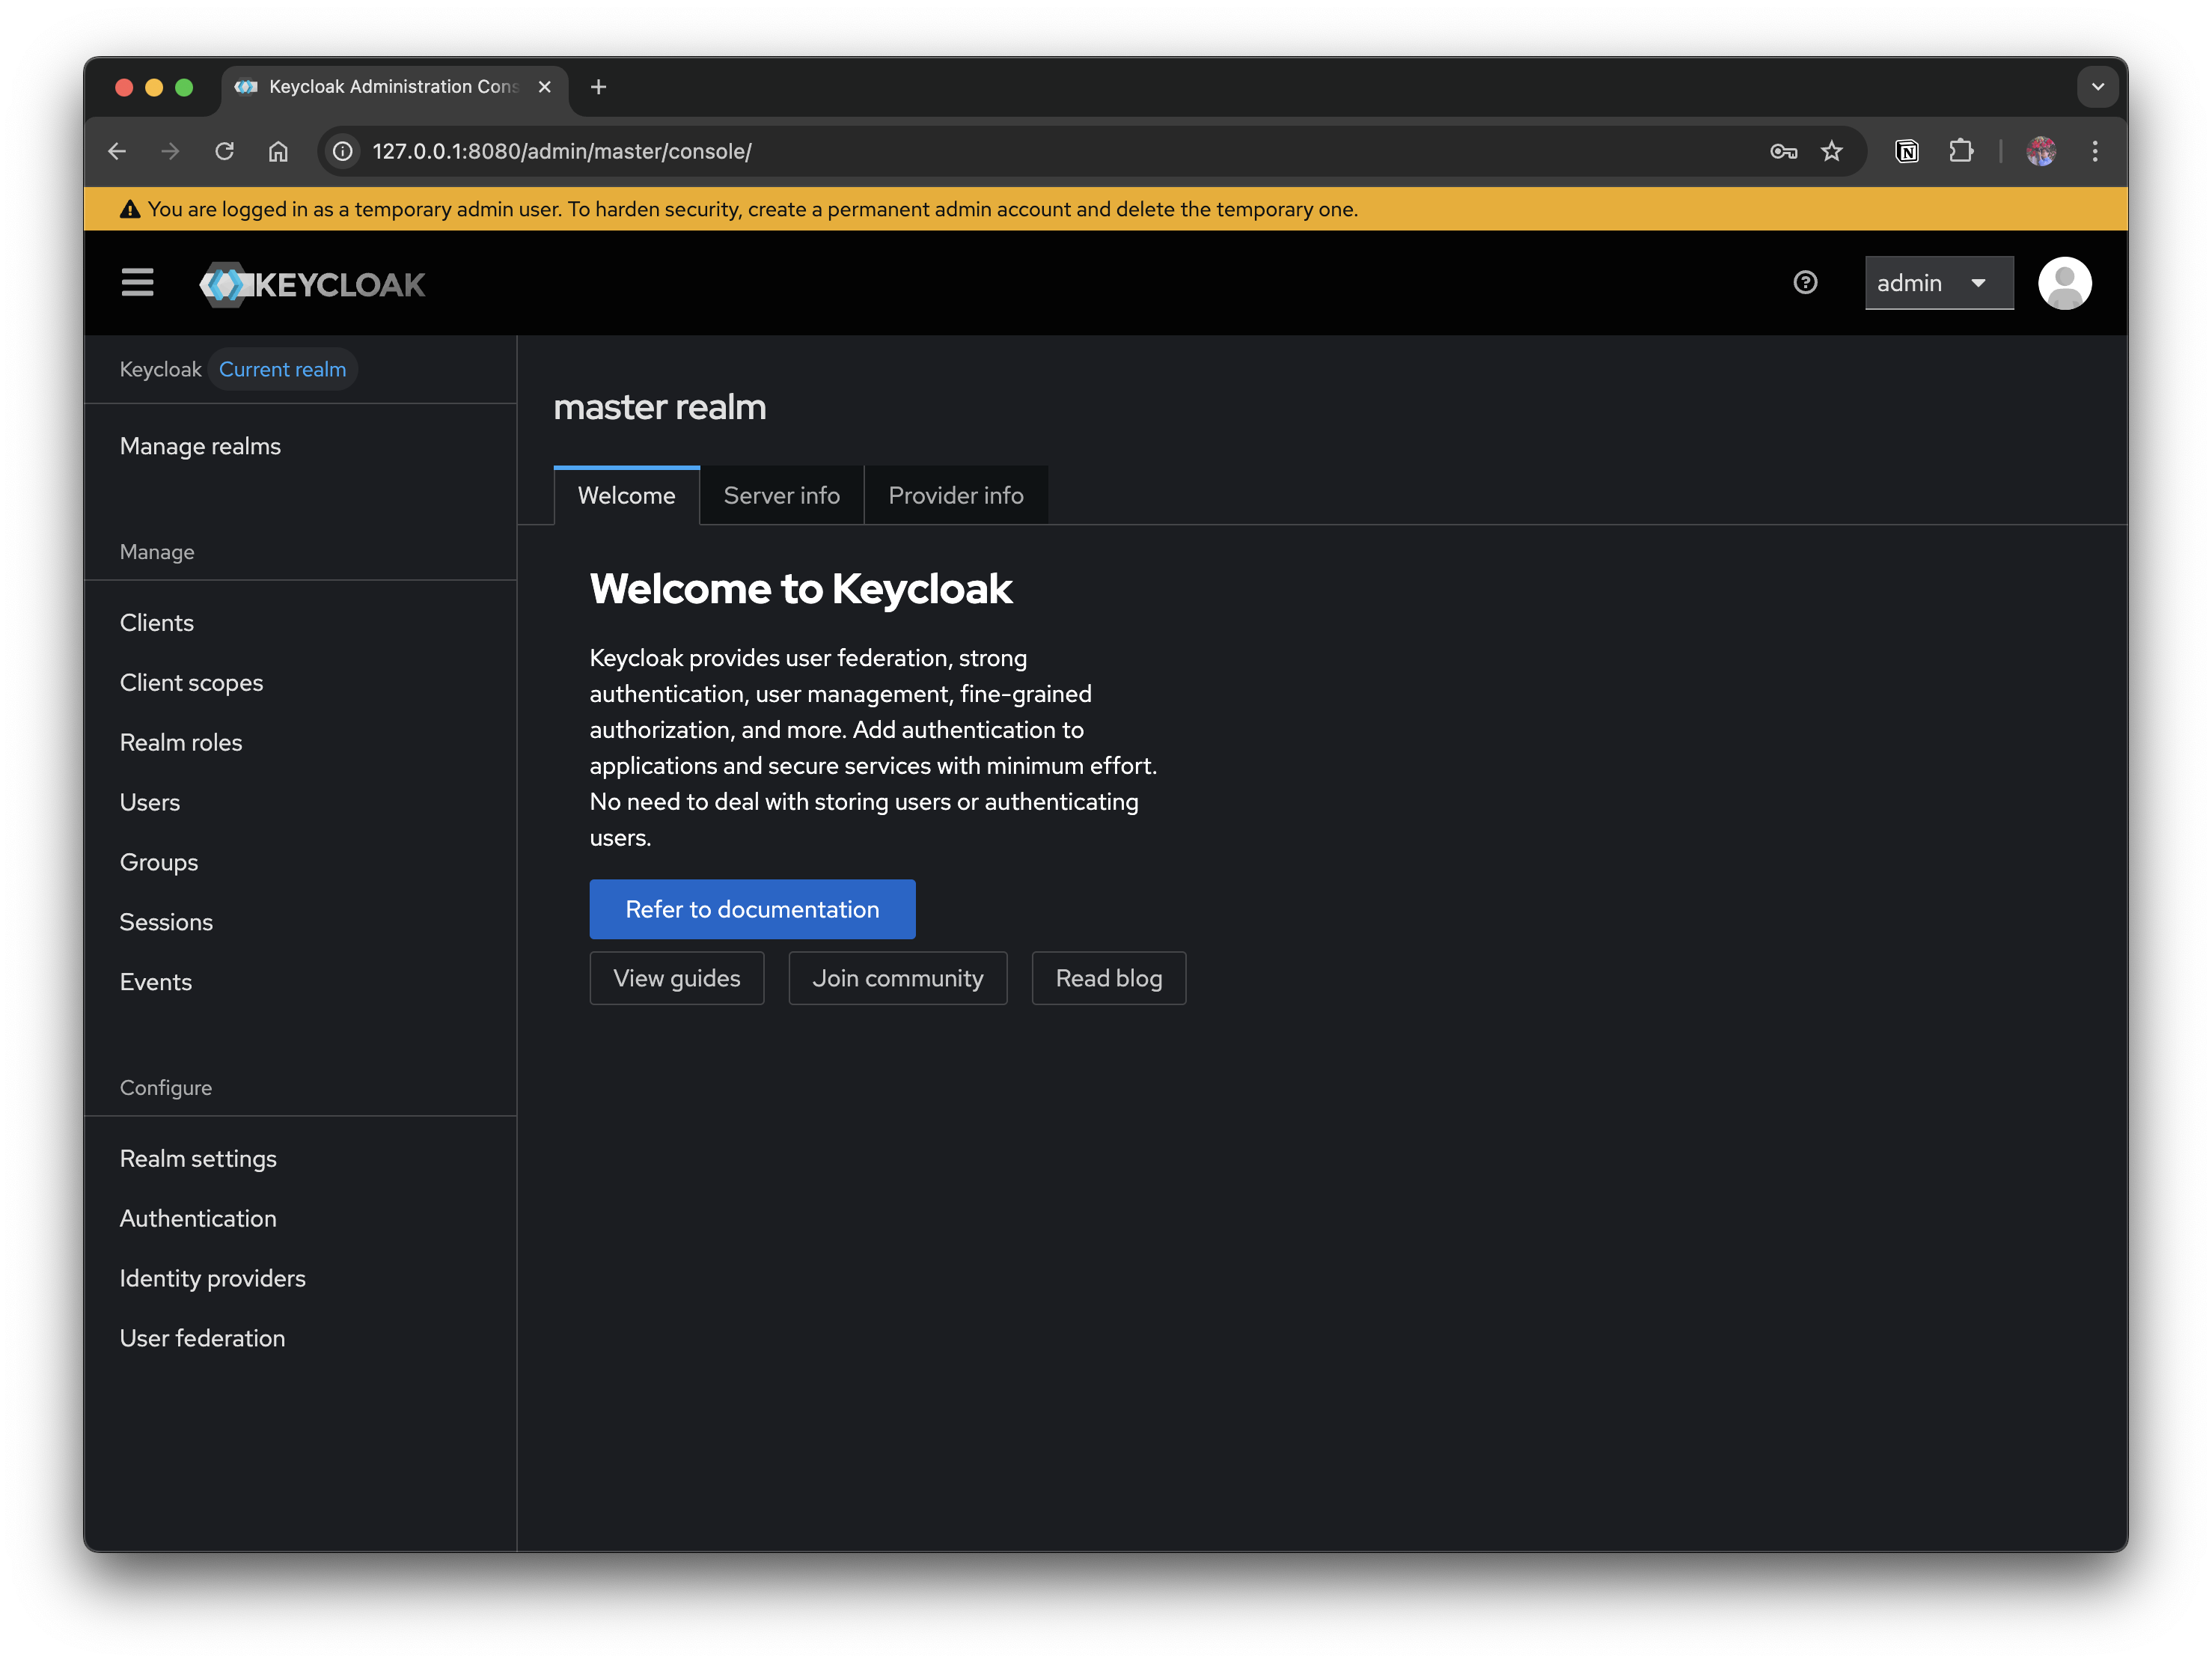 Keycloak Administration Cons
127.0.0.1:8080/admin/master/console/
You are logged in as a temporary admin user. To harden security, create a permanent admin account and delete the temporary one.
KEYCLOAK
admin
Keycloak Current realm
Manage realms
Manage
Clients
Client scopes
Realm roles
Users
Groups
Sessions
Events
Configure
Realm settings
Authentication
Identity providers
User federation
master realm
Welcome Server info Provider info
Welcome to Keycloak
Keycloak provides user federation, strong
authentication, user management, fine-grained
authorization, and more. Add authentication to
applications and secure services with minimum effort.
No need to deal with storing users or authenticating
users.
Refer to documentation
View guides Join community Read blog